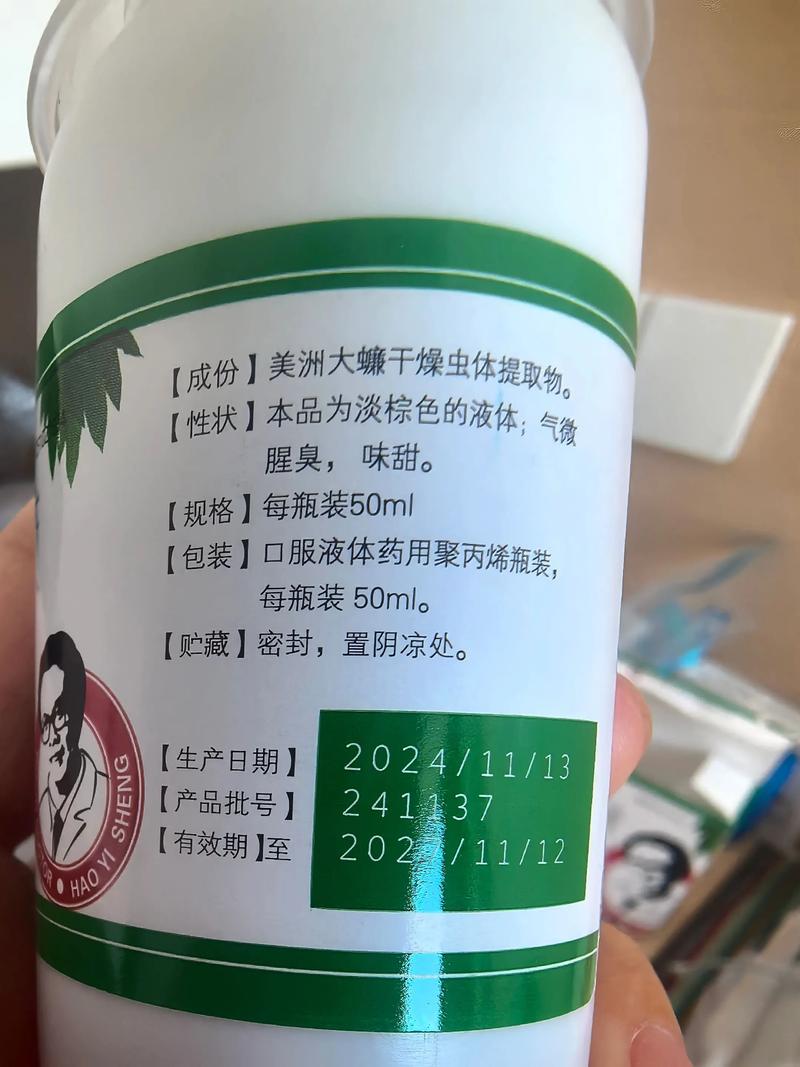 【成份】美洲大蠊干燥虫体提取物。
【性状】本品为淡棕色的液体；气微
腥臭，味甜。
【规格】每瓶装50ml
【包装】口服液体药用聚丙烯瓶装，
每瓶装 50ml。
【贮藏】密封，置阴凉处。
【生产日期】2024/11/13
【产品批号】241137
【有效期】至 /11/12
HAO YI SHENG